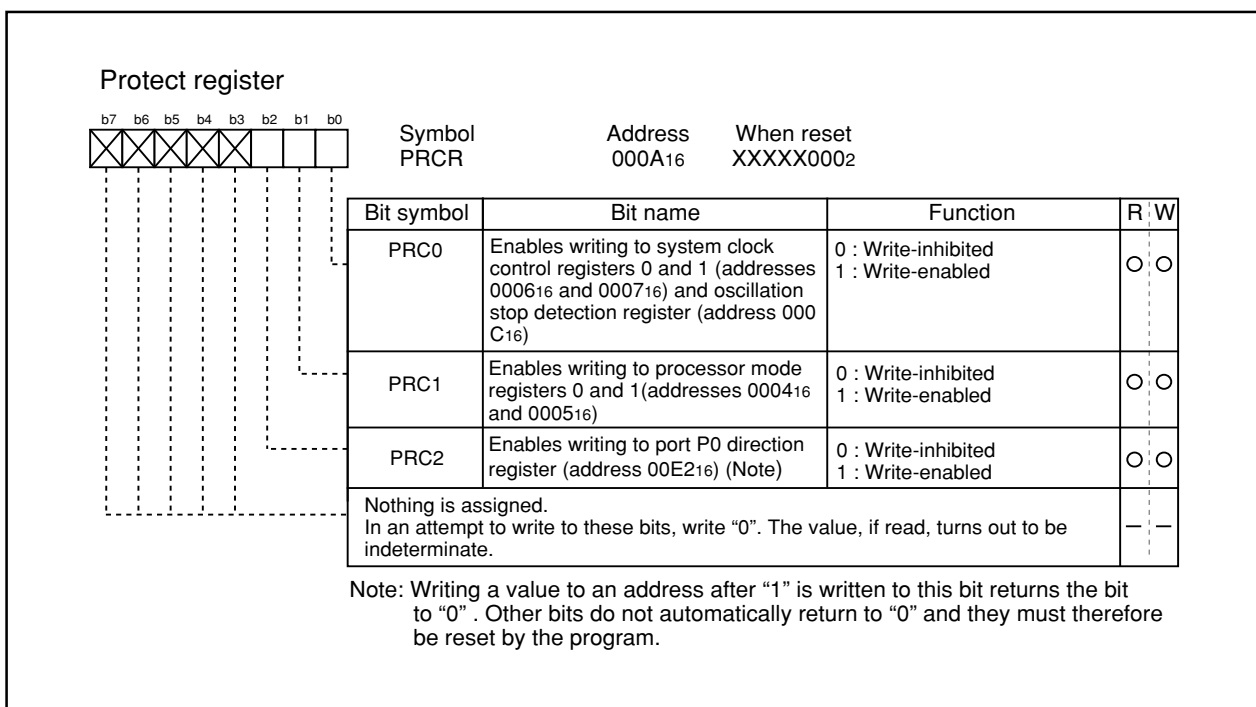 Protect register
b7 b6 b5 b4 b3 b2 b1 b0
Symbol Address When reset
PRCR 000A16 XXXXX0002
Bit symbol Bit name Function R W
PRC0 Enables writing to system clock control registers 0 and 1 (addresses 000616 and 000716) and oscillation stop detection register (address 000 C16) 0 : Write-inhibited 1 : Write-enabled
PRC1 Enables writing to processor mode registers 0 and 1(addresses 000416 and 000516) 0 : Write-inhibited 1 : Write-enabled
PRC2 Enables writing to port P0 direction register (address 00E216) (Note) 0 : Write-inhibited 1 : Write-enabled
Nothing is assigned.
In an attempt to write to these bits, write “0”. The value, if read, turns out to be
indeterminate.
Note: Writing a value to an address after “1” is written to this bit returns the bit
to “0” . Other bits do not automatically return to “0” and they must therefore
be reset by the program.